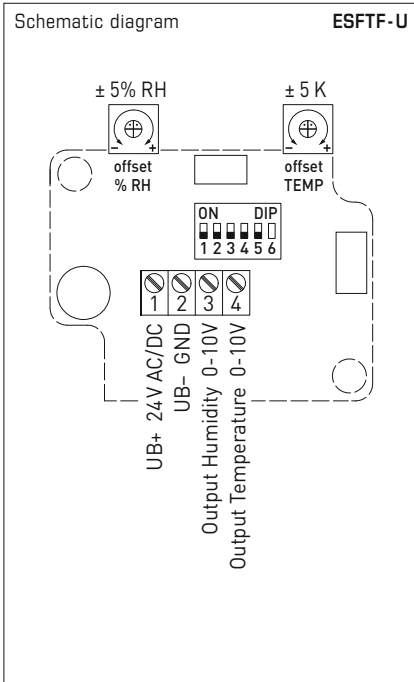 Schematic diagram ESFTF-U
± 5% RH ± 5 K
- + - +
offset offset
% RH TEMP
ON DIP
1 2 3 4 5 6
1 2 3 4
UB+ 24V AC/DC
UB- GND
Output Humidity 0-10V
Output Temperature 0-10V